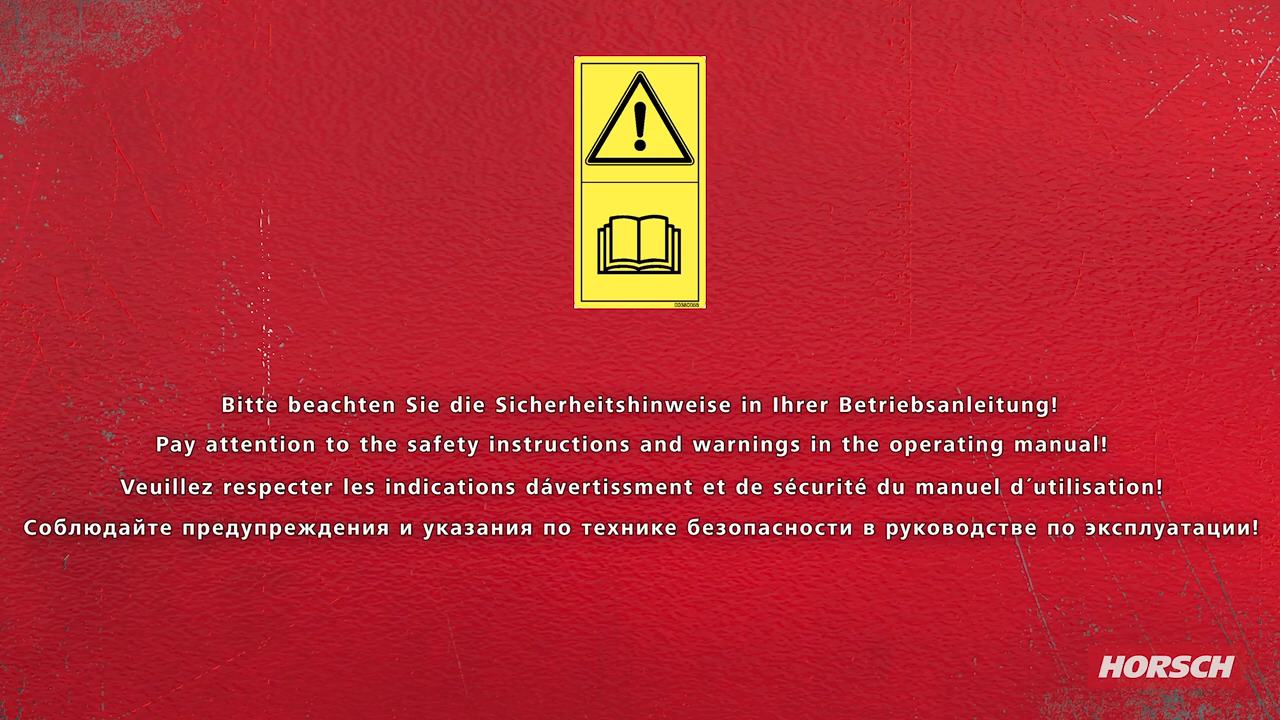 Bitte beachten Sie die Sicherheitshinweise in Ihrer Betriebsanleitung!
Pay attention to the safety instructions and warnings in the operating manual!
Veuillez respecter les indications dávertissment et de sécurité du manuel d´utilisation!
Соблюдайте предупреждения и указания по технике безопасности в руководстве по эксплуатации!
HORSCH